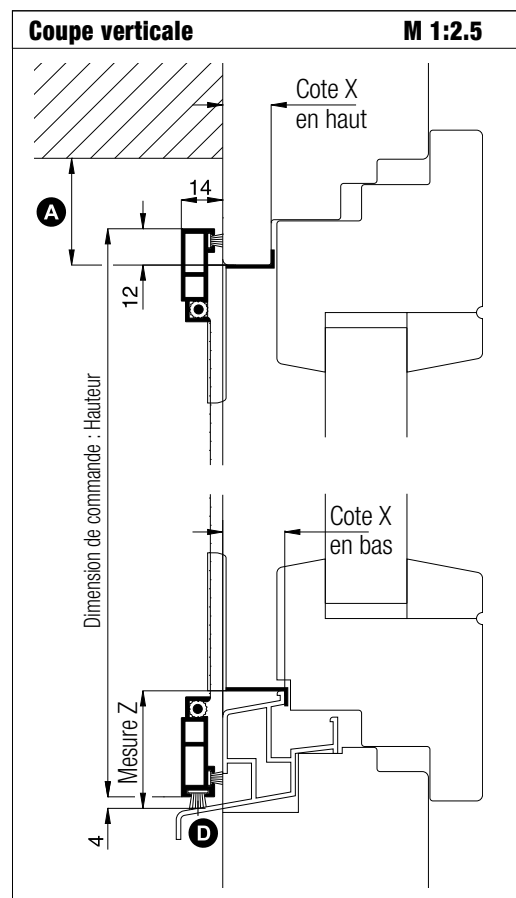 Coupe verticale M 1:2.5
Cote X
en haut
14
A
12
Dimension de commande : Hauteur
Cote X
en bas
Mesure Z
4
D